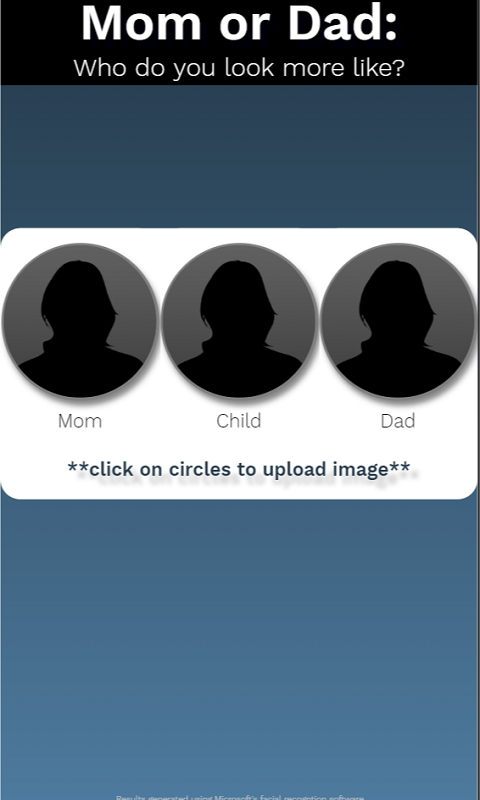 Mom or Dad:
Who do you look more like?
Mom
Child
Dad
**click on circles to upload image**
Results generated using Microsoft's facial recogntion software